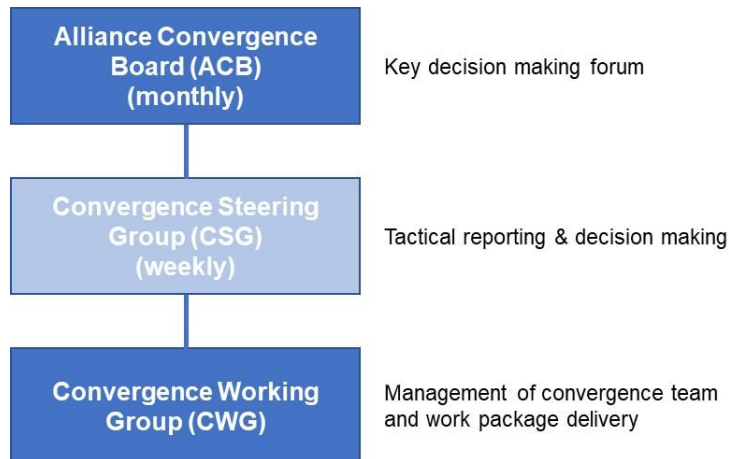 Alliance Convergence
Board (ACB)
(monthly)
Key decision making forum
Convergence Steering
Group (CSG)
(weekly)
Tactical reporting & decision making
Convergence Working
Group (CWG)
Management of convergence team
and work package delivery